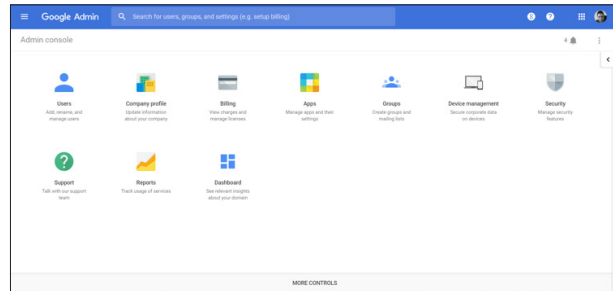 Google Admin
Search for users, groups, and settings (e.g. setup billing)
Admin console
4
Users
Add, rename, and
manage users
Company profile
Update information
about your company
Billing
View charges and
manage licenses
Apps
Manage apps and their
settings
Groups
Create groups and
mailing lists
Device management
Secure corporate data
on devices
Security
Manage security
features
Support
Talk with our support
team
Reports
Track usage of services
Dashboard
See relevant insights
about your domain
MORE CONTROLS